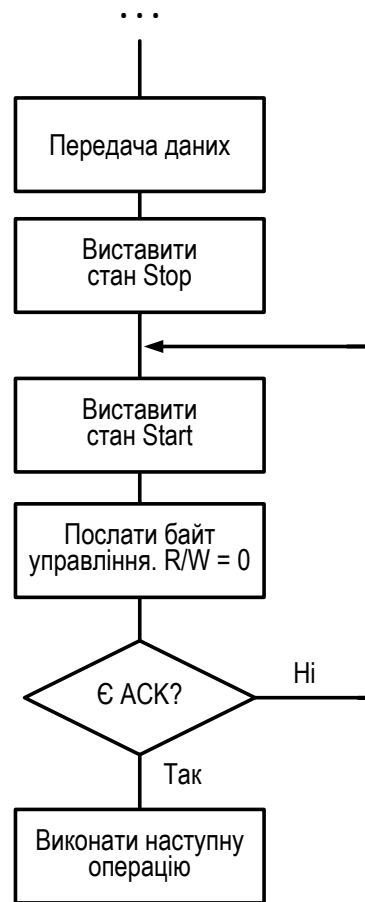 ...
Передача даних
Виставити
стан Stop
Виставити
стан Start
Послати байт
управління. R/W = 0
Є ACK?
Ні
Так
Виконати наступну
операцію